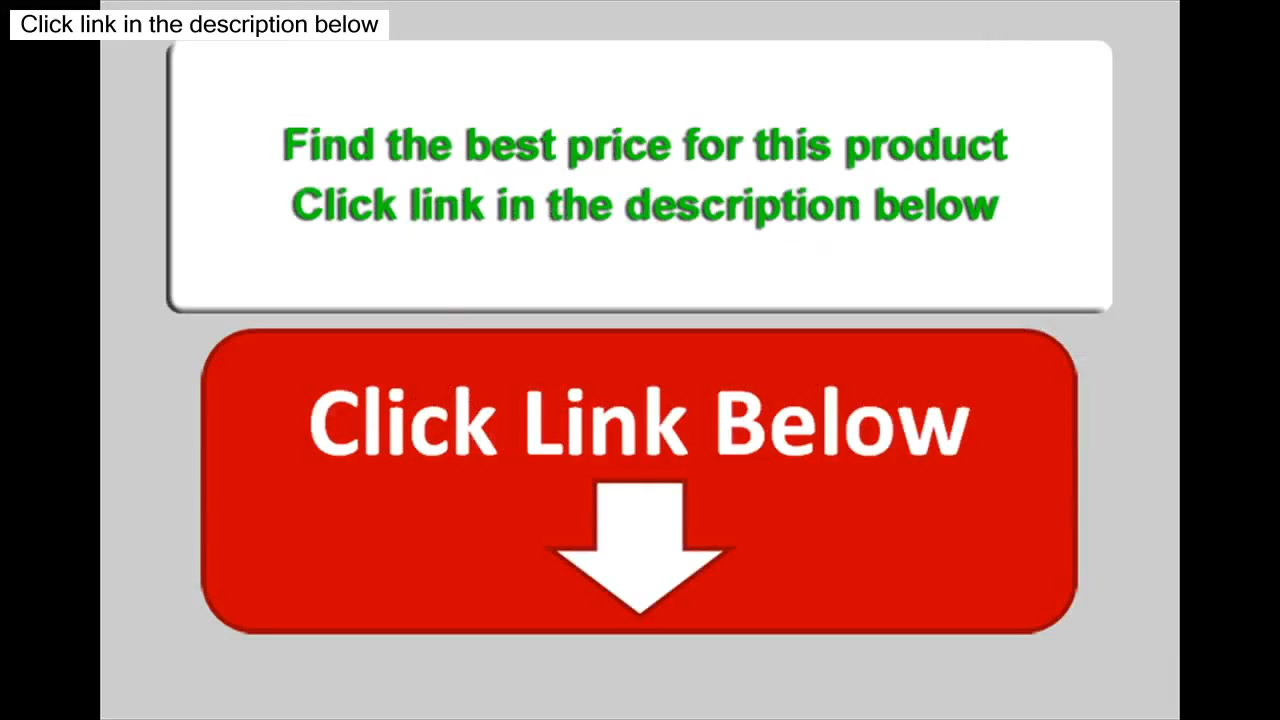 Click link in the description below
Find the best price for this product
Click link in the description below
Click Link Below